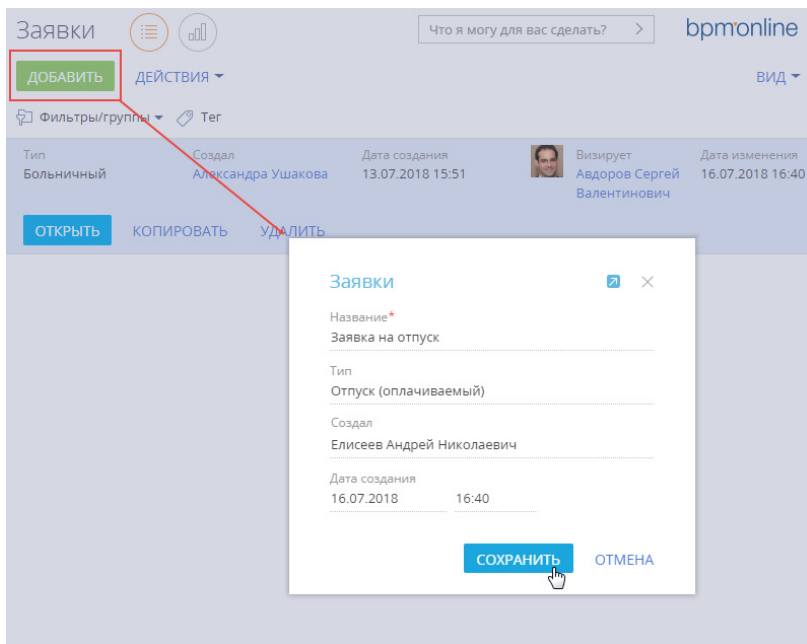 Заявки
Что я могу для вас сделать?
bpm'online
ДОБАВИТЬ
ДЕЙСТВИЯ
ВИД
Фильтры/группы
Тег
Тип
Создал
Дата создания
Визирует
Дата изменения
Больничный
Александра Ушакова
13.07.2018 15:51
Авдоров Сергей
16.07.2018 16:40
Валентинович
ОТКРЫТЬ
КОПИРОВАТЬ
УДАЛИТЬ
Заявки
Название*
Заявка на отпуск
Тип
Отпуск (оплачиваемый)
Создал
Елисеев Андрей Николаевич
Дата создания
16.07.2018 16:40
СОХРАНИТЬ
ОТМЕНА